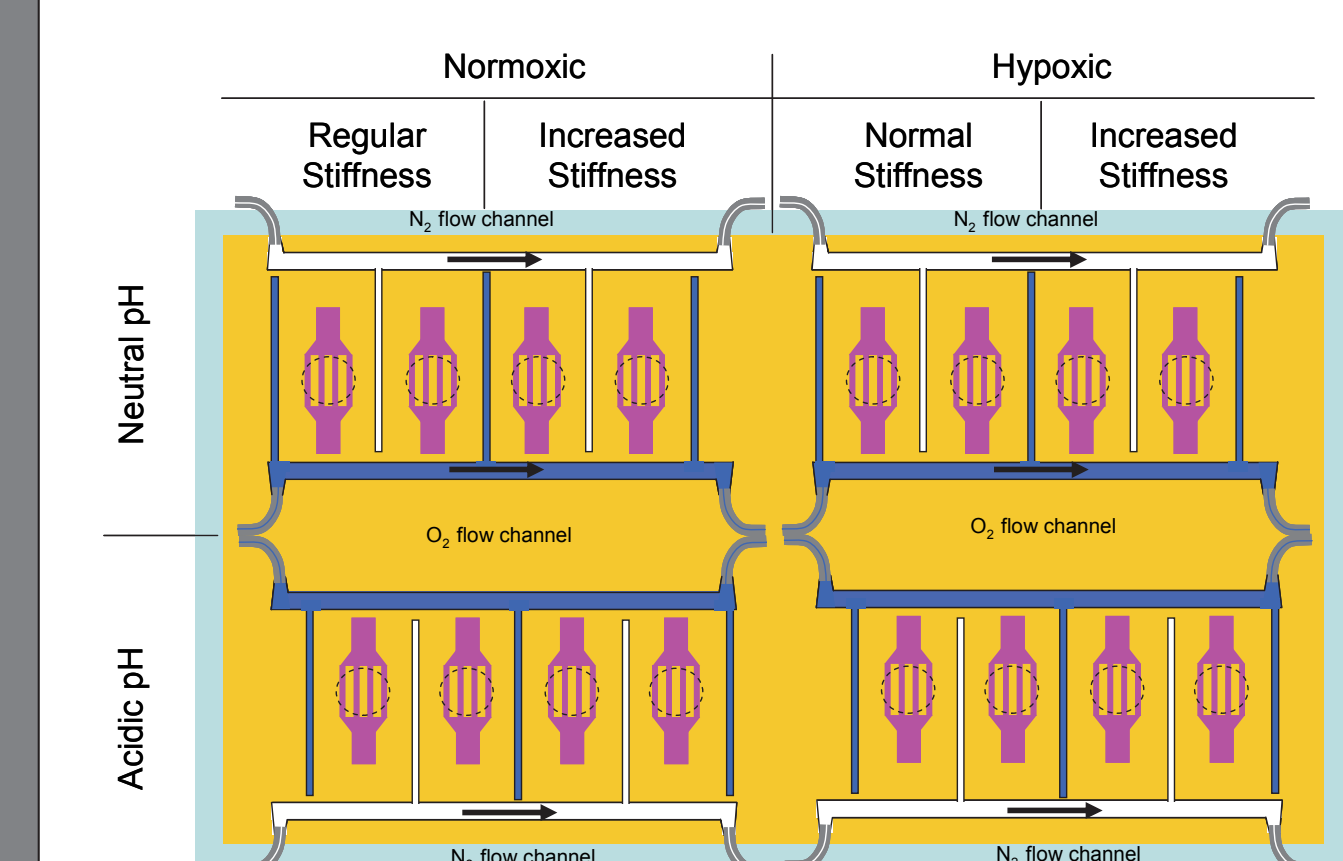 Normoxic
Hypoxic
Regular
Stiffness
Increased
Stiffness
Normal
Stiffness
Increased
Stiffness
N₂ flow channel
N₂ flow channel
Neutral pH
O₂ flow channel
O₂ flow channel
Acidic pH
N₂ flow channel
N₂ flow channel